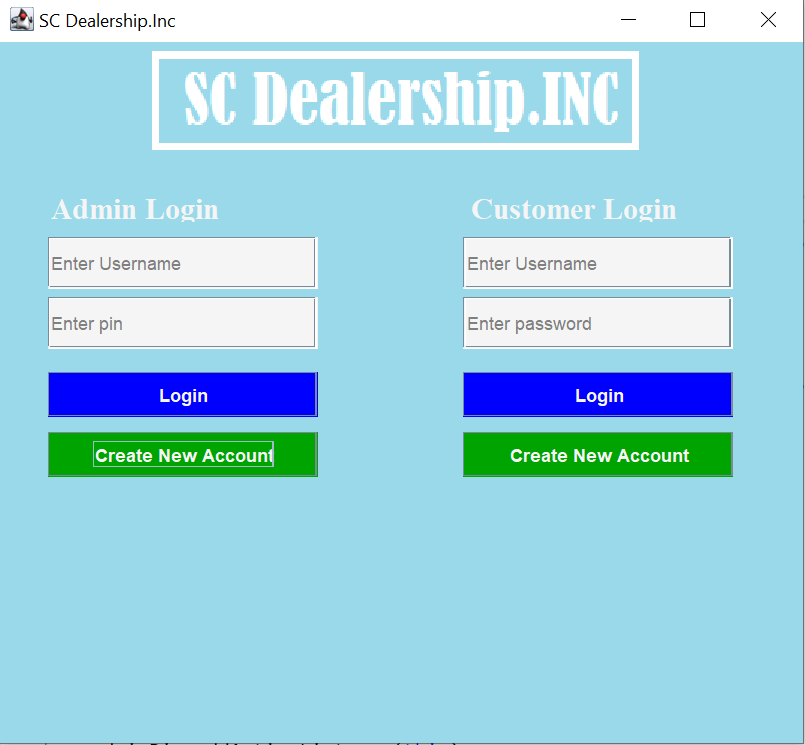 SC Dealership.Inc
SC Dealership.INC
Admin Login
Enter Username
Enter pin
Login
Create New Account
Customer Login
Enter Username
Enter password
Login
Create New Account